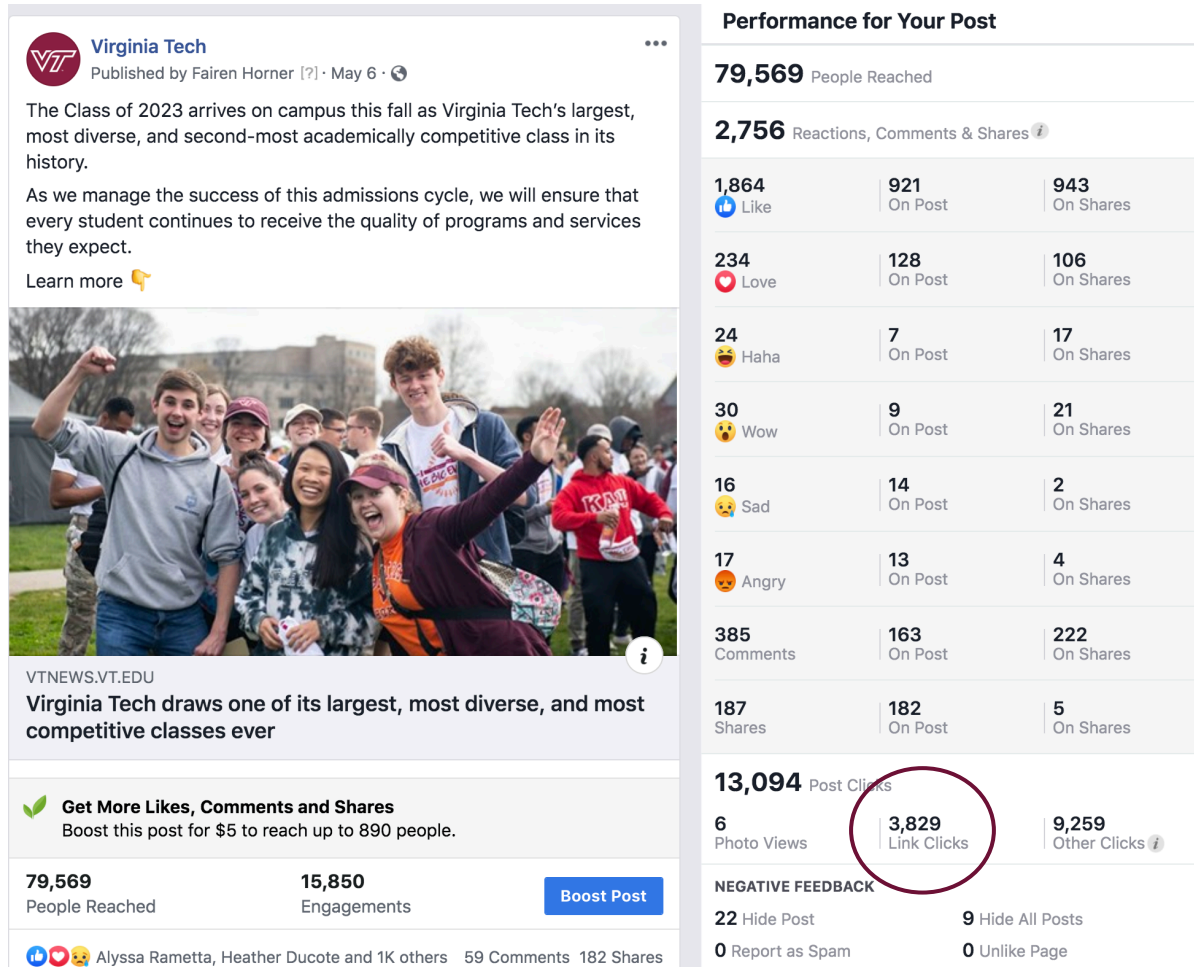 VT
Virginia Tech
Published by Fairen Horner [?] · May 6 ·
The Class of 2023 arrives on campus this fall as Virginia Tech's largest,
most diverse, and second-most academically competitive class in its
history.
As we manage the success of this admissions cycle, we will ensure that
every student continues to receive the quality of programs and services
they expect.
Learn more 👇
KAΨ
VTNEWS.VT.EDU
i
Virginia Tech draws one of its largest, most diverse, and most
competitive classes ever
Get More Likes, Comments and Shares
Boost this post for $5 to reach up to 890 people.
79,569 15,850
People Reached Engagements
Boost Post
Alyssa Rametta, Heather Ducote and 1K others 59 Comments 182 Shares
Performance for Your Post
79,569 People Reached
2,756 Reactions, Comments & Shares i
1,864 921 943
Like On Post On Shares
234 128 106
Love On Post On Shares
24 7 17
Haha On Post On Shares
30 9 21
Wow On Post On Shares
16 14 2
Sad On Post On Shares
17 13 4
Angry On Post On Shares
385 163 222
Comments On Post On Shares
187 182 5
Shares On Post On Shares
13,094 Post Clicks
6 3,829 9,259
Photo Views Link Clicks Other Clicks i
NEGATIVE FEEDBACK
22 Hide Post 9 Hide All Posts
0 Report as Spam 0 Unlike Page